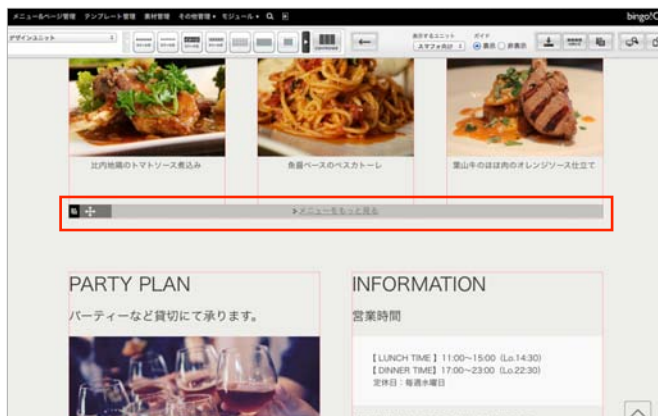 メニュー&ページ管理 テンプレート管理 素材管理 その他管理 モジュール
bingo!C
デザインユニット
表示するユニット
ガイド
スマフォ向け
表示 非表示
比内地鶏のトマトソース煮込み
魚醤ベースのペスカトーレ
葉山牛のほほ肉のオレンジソース仕立て
メニューをもっと見る
PARTY PLAN
INFORMATION
パーティーなど貸切にて承ります。
営業時間
【 LUNCH TIME 】11:00〜15:00（Lo.14:30）
【 DINNER TIME】17:00〜23:00（Lo.22:30）
定休日：毎週水曜日